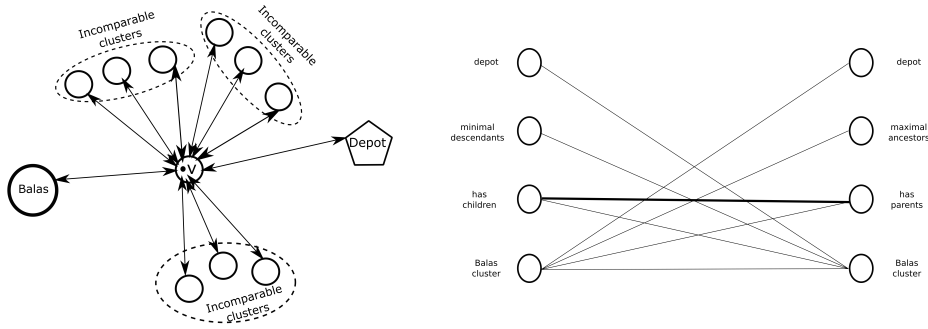 Incomparable
clusters
Incomparable
clusters
Depot
V
Balas
Incomparable
clusters
depot
depot
minimal
descendants
maximal
ancestors
has
children
has
parents
Balas
cluster
Balas
cluster